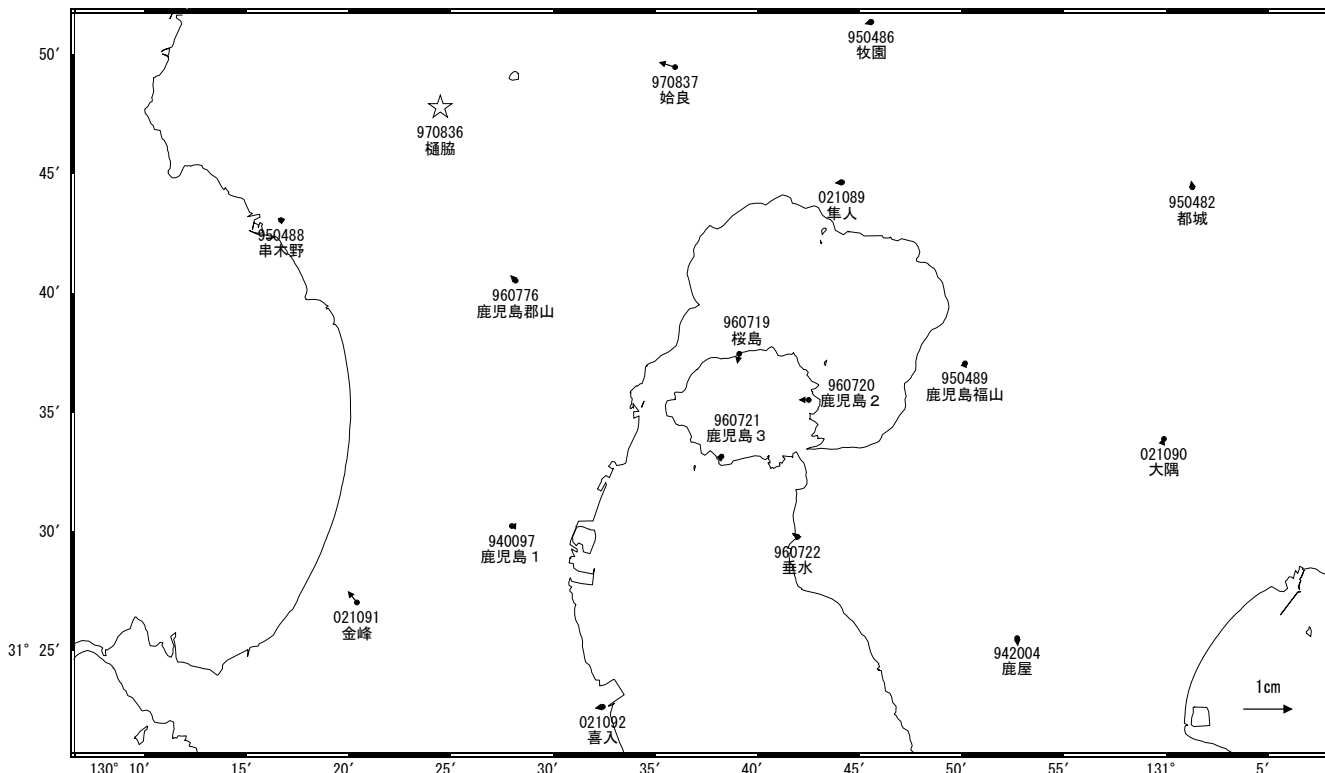 50′
950486
牧園
970837
姶良
970836
樋脇
45′
021089
隼人
950482
都城
950488
串木野
40′
960776
鹿児島郡山
960719
桜島
950489
鹿児島福山
960720
鹿児島２
35′
960721
鹿児島３
021090
大隅
30′
940097
鹿児島１
960722
垂水
021091
金峰
31° 25′
942004
鹿屋
1cm
021092
喜入
130° 10′ 15′ 20′ 25′ 30′ 35′ 40′ 45′ 50′ 55′ 131° 5′